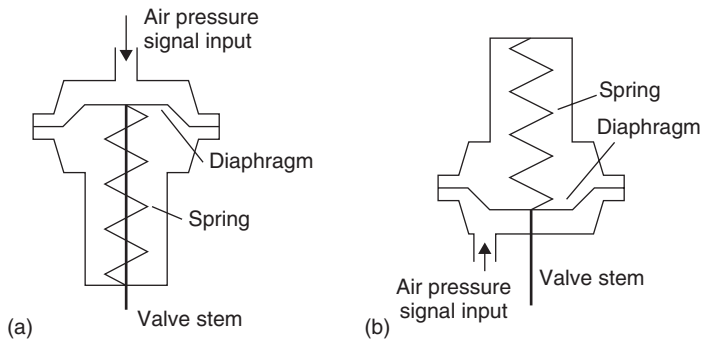 Air pressure
signal input
Diaphragm
Spring
Valve stem
(a)
Spring
Diaphragm
Air pressure
signal input
Valve stem
(b)